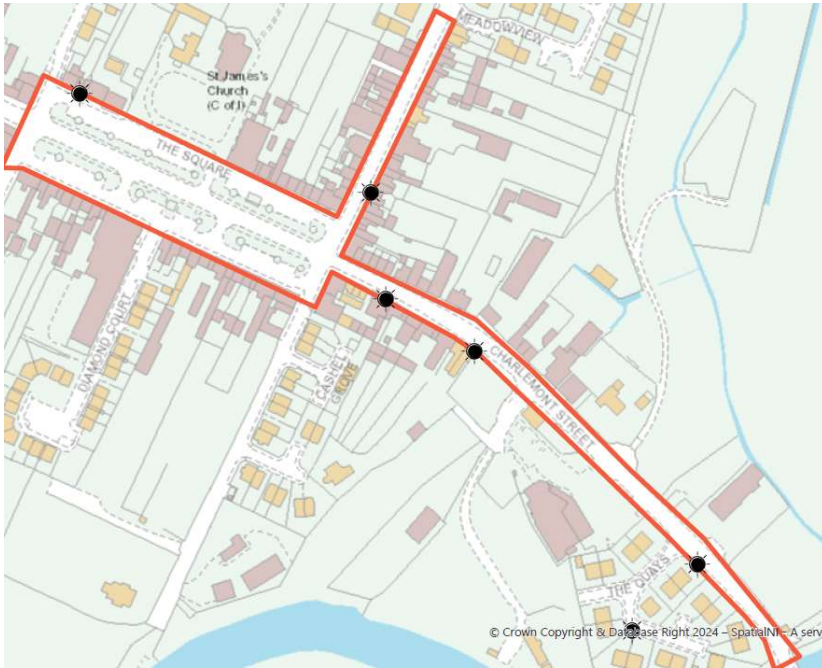 MEADOWVIEW
St James's
Church
(C of I)
THE SQUARE
DIAMOND COURT
CASHEL
GROVE
CHARLEMONT STREET
THE QUAYS
© Crown Copyright & Database Right 2024 – SpatialNI – A serv